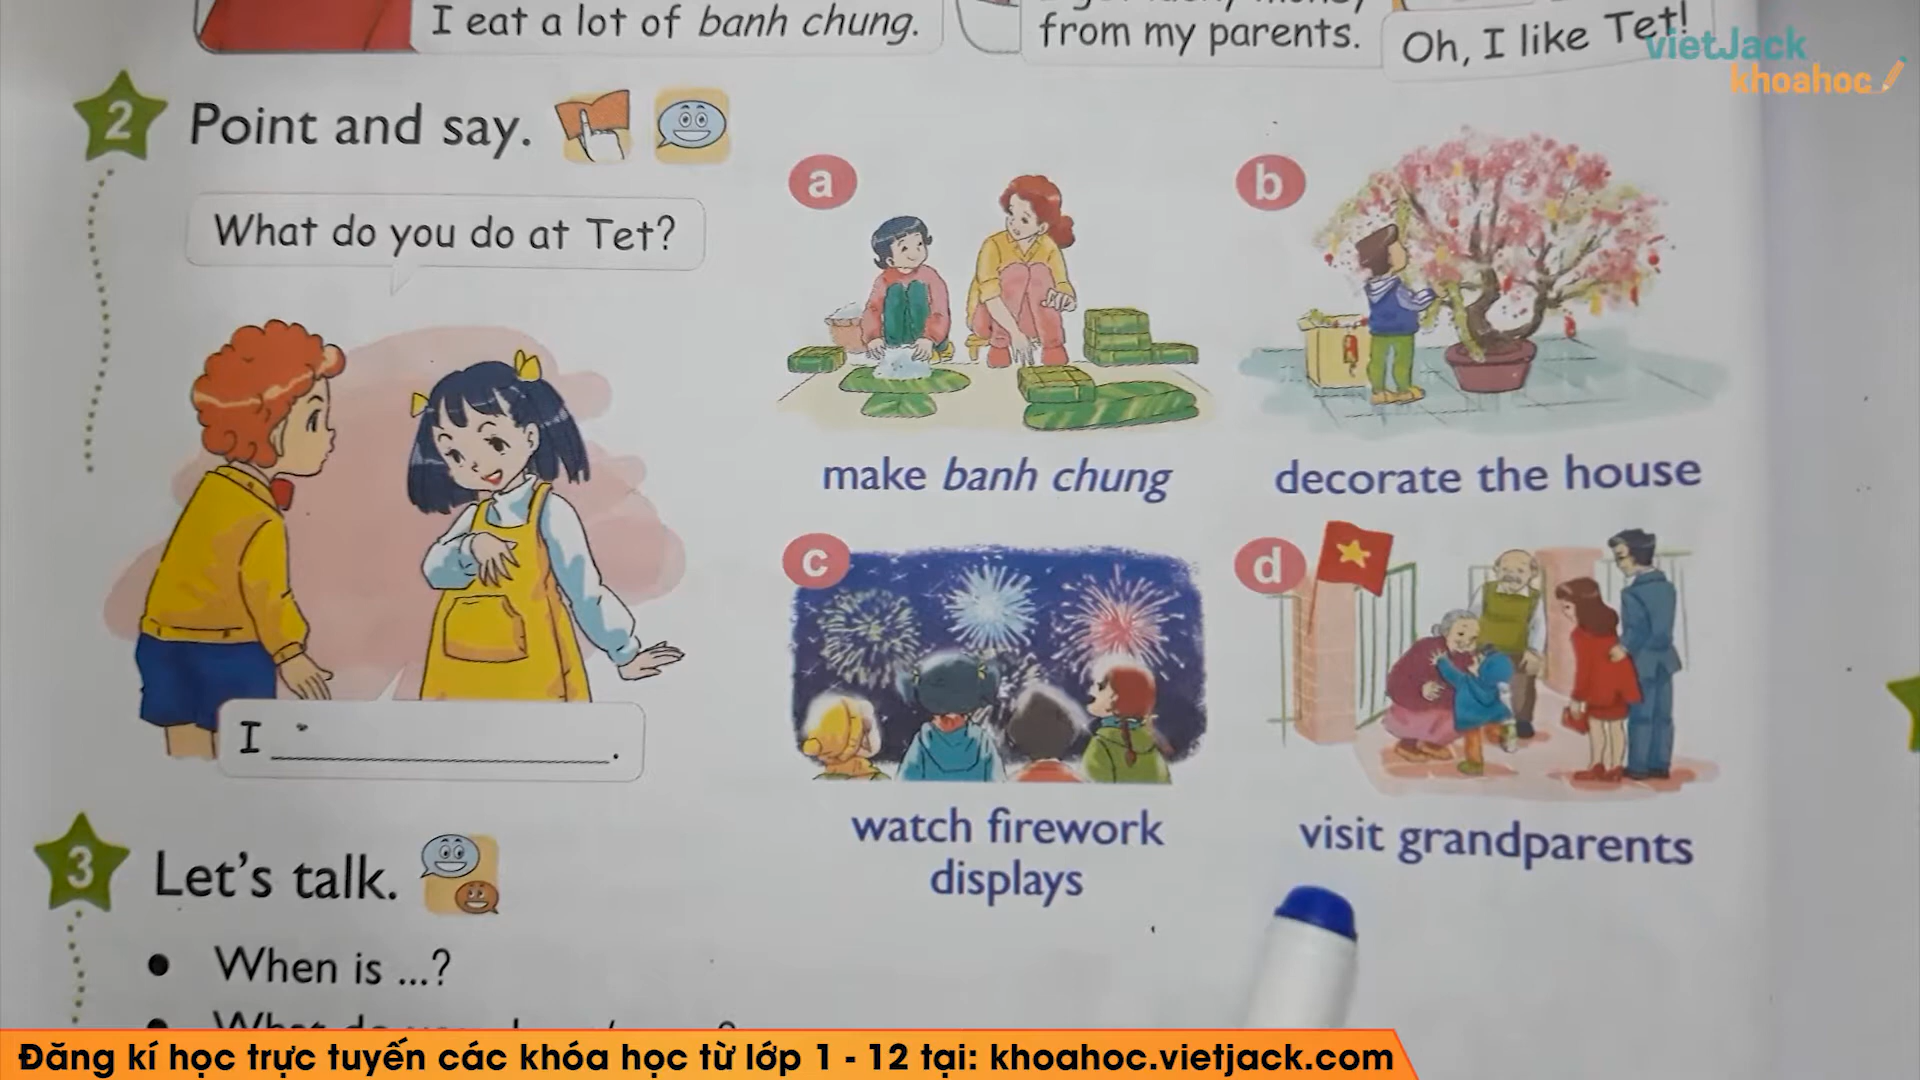 I eat a lot of banh chung.
from my parents.
Oh, I like Tet!
vietJack
khoahoc
2
Point and say.
What do you do at Tet?
a
b
make banh chung
decorate the house
c
d
I ____________.
watch firework
displays
visit grandparents
3
Let's talk.
• When is ...?
Đăng kí học trực tuyến các khóa học từ lớp 1 - 12 tại: khoahoc.vietjack.com